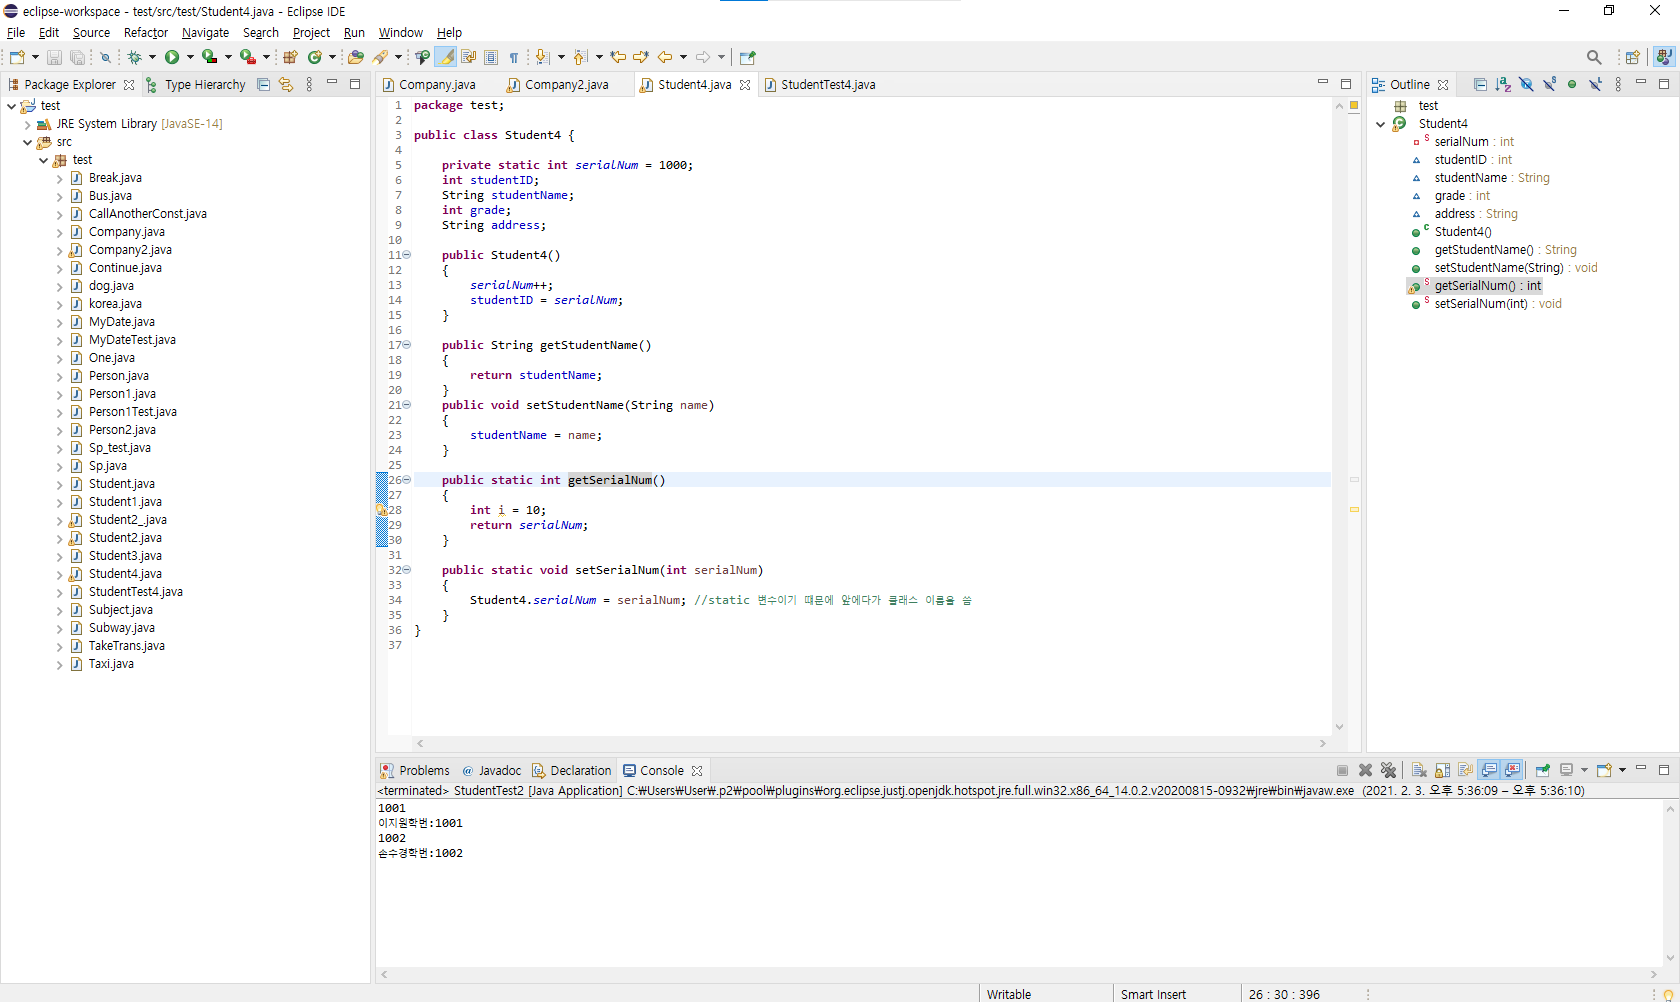 eclipse-workspace - test/src/test/Student4.java - Eclipse IDE
File Edit Source Refactor Navigate Search Project Run Window Help
Package Explorer Type Hierarchy
test
JRE System Library [JavaSE-14]
src
test
Break.java
Bus.java
CallAnotherConst.java
Company.java
Company2.java
Continue.java
dog.java
korea.java
MyDate.java
MyDateTest.java
One.java
Person.java
Person1.java
Person1Test.java
Person2.java
Sp_test.java
Sp.java
Student.java
Student1.java
Student2_.java
Student2.java
Student3.java
Student4.java
StudentTest4.java
Subject.java
Subway.java
TakeTrans.java
Taxi.java
Company.java Company2.java Student4.java StudentTest4.java
1 package test;
2
3 public class Student4 {
4
5 private static int serialNum = 1000;
6 int studentID;
7 String studentName;
8 int grade;
9 String address;
10
11 public Student4()
12 {
13 serialNum++;
14 studentID = serialNum;
15 }
16
17 public String getStudentName()
18 {
19 return studentName;
20 }
21 public void setStudentName(String name)
22 {
23 studentName = name;
24 }
25
26 public static int getSerialNum()
27 {
28 int i = 10;
29 return serialNum;
30 }
31
32 public static void setSerialNum(int serialNum)
33 {
34 Student4.serialNum = serialNum; //static 변수이기 때문에 앞에다가 클래스 이름을 씀
35 }
36 }
37
Outline
test
Student4
serialNum : int
studentID : int
studentName : String
grade : int
address : String
Student4()
getStudentName() : String
setStudentName(String) : void
getSerialNum() : int
setSerialNum(int) : void
Problems Javadoc Declaration Console
<terminated> StudentTest2 [Java Application] C:₩Users₩User₩.p2₩pool₩plugins₩org.eclipse.justj.openjdk.hotspot.jre.full.win32.x86_64_14.0.2.v20200815-0932₩jre₩bin₩javaw.exe (2021. 2. 3. 오후 5:36:09 – 오후 5:36:10)
1001
이지원학번:1001
1002
손수경학번:1002
Writable Smart Insert 26 : 30 : 396